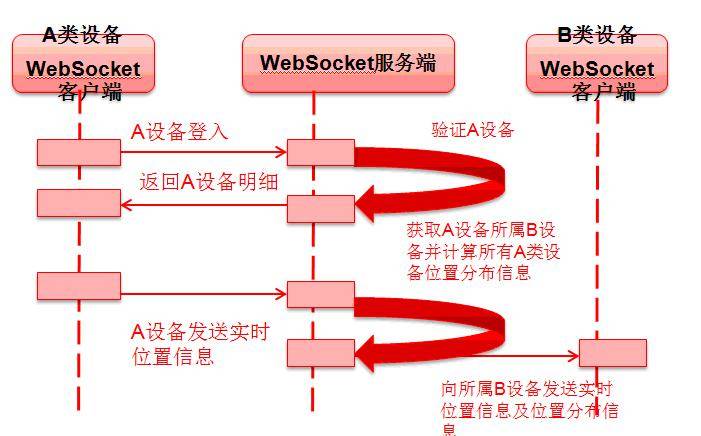 A类设备
WebSocket
客户端
WebSocket服务端
B类设备
WebSocket
客户端
A设备登入
验证A设备
返回A设备明细
获取A设备所属B设
备并计算所有A类设
备位置分布信息
A设备发送实时
位置信息
向所属B设备发送实时
位置信息及位置分布信
息